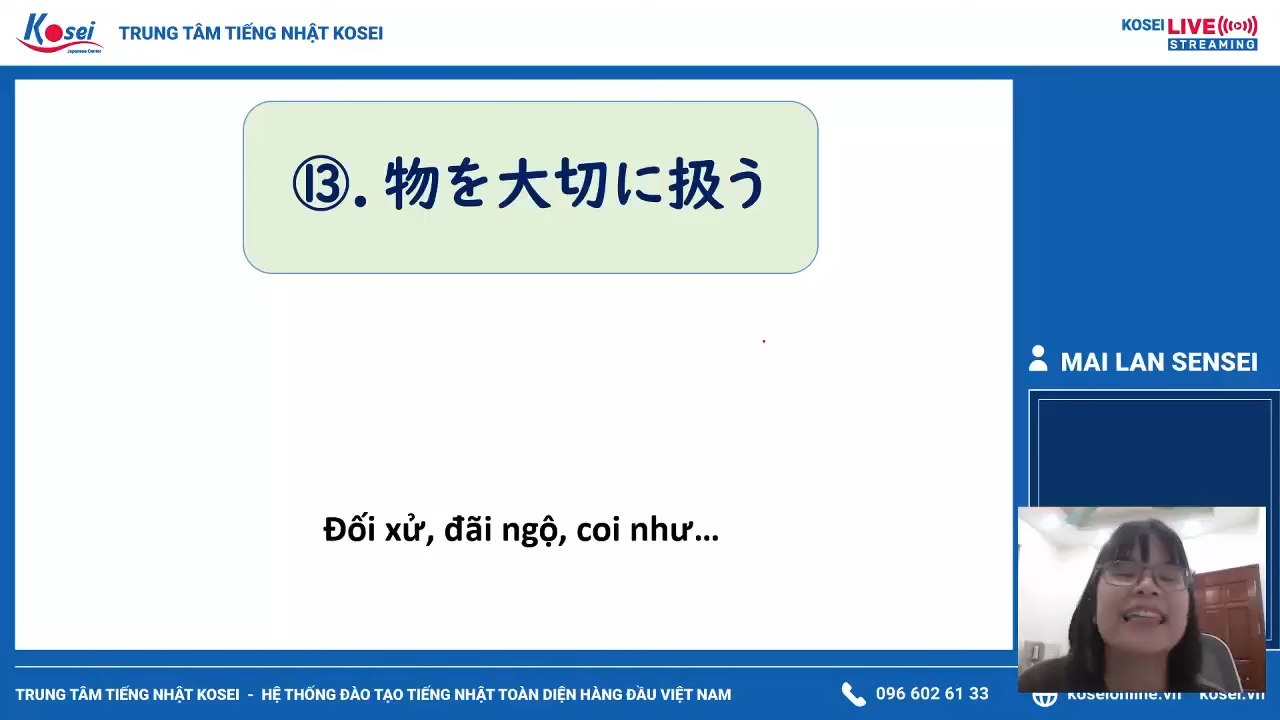 Kosei
Japanese Center
TRUNG TÂM TIẾNG NHẬT KOSEI
KOSEI LIVE
STREAMING
⑬. 物を大切に扱う
MAI LAN SENSEI
Đối xử, đãi ngộ, coi như...
TRUNG TÂM TIẾNG NHẬT KOSEI - HỆ THỐNG ĐÀO TẠO TIẾNG NHẬT TOÀN DIỆN HÀNG ĐẦU VIỆT NAM
096 602 61 33
koseionline.vn kosei.vn